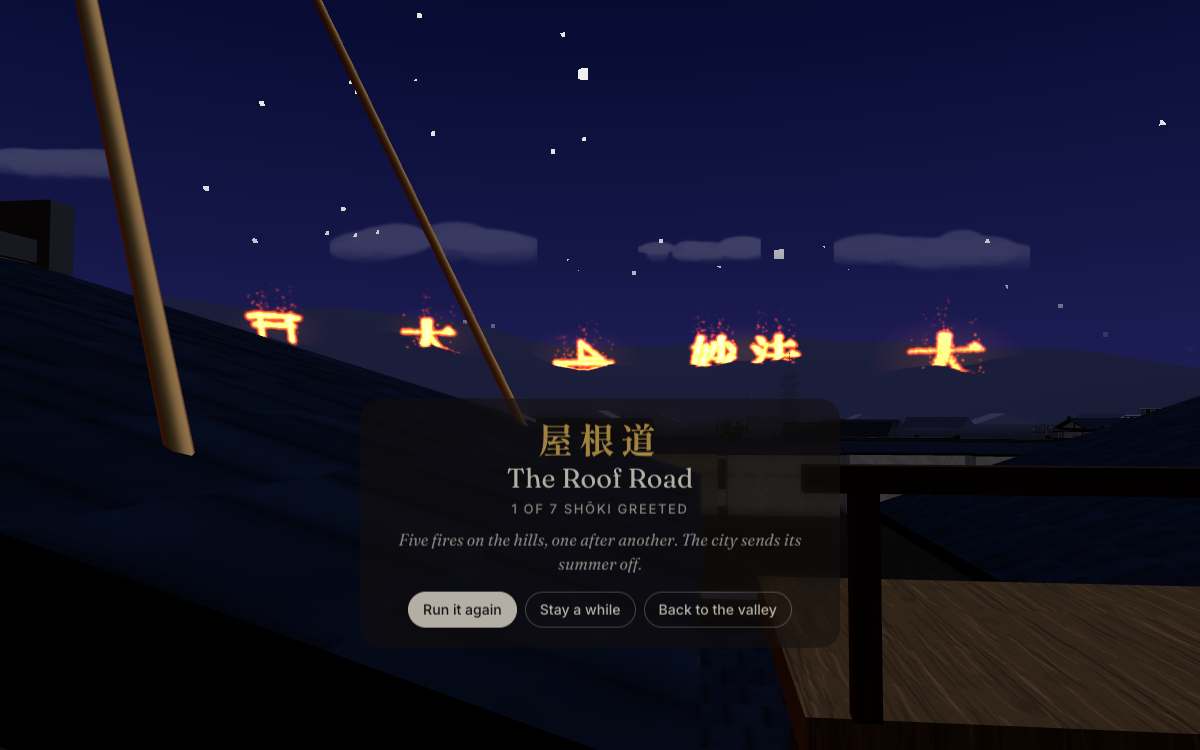 大 妙 法 大
屋根道
The Roof Road
1 OF 7 SHŌKI GREETED
Five fires on the hills, one after another. The city sends its
summer off.
Run it again Stay a while Back to the valley